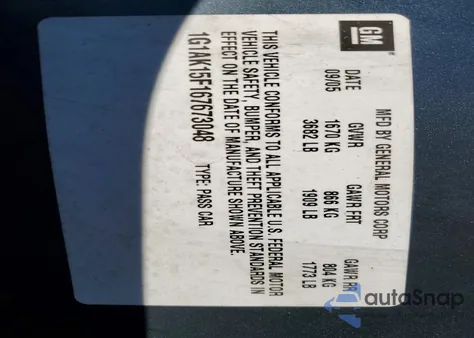 GM
MFD BY GENERAL MOTORS CORP
DATE GVWR GAWR FRT GAWR RR
09/05 1670 KG 866 KG 804 KG
3682 LB 1909 LB 1773 LB
THIS VEHICLE CONFORMS TO ALL APPLICABLE U.S. FEDERAL MOTOR
VEHICLE SAFETY, BUMPER, AND THEFT PREVENTION STANDARDS IN
EFFECT ON THE DATE OF MANUFACTURE SHOWN ABOVE.
1G1AK15F167673048 TYPE: PASS CAR
autoSnap